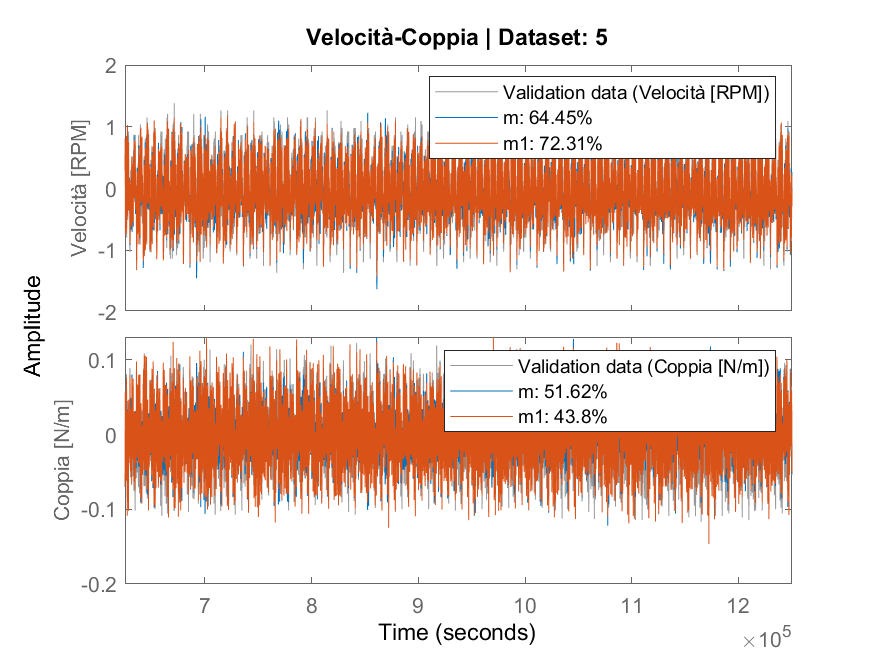 Velocità-Coppia | Dataset: 5
2
1
0
-1
-2
Velocità [RPM]
Validation data (Velocità [RPM])
m: 64.45%
m1: 72.31%
Amplitude
0.1
0
-0.1
-0.2
Coppia [N/m]
Validation data (Coppia [N/m])
m: 51.62%
m1: 43.8%
7 8 9 10 11 12
Time (seconds)
×10⁵